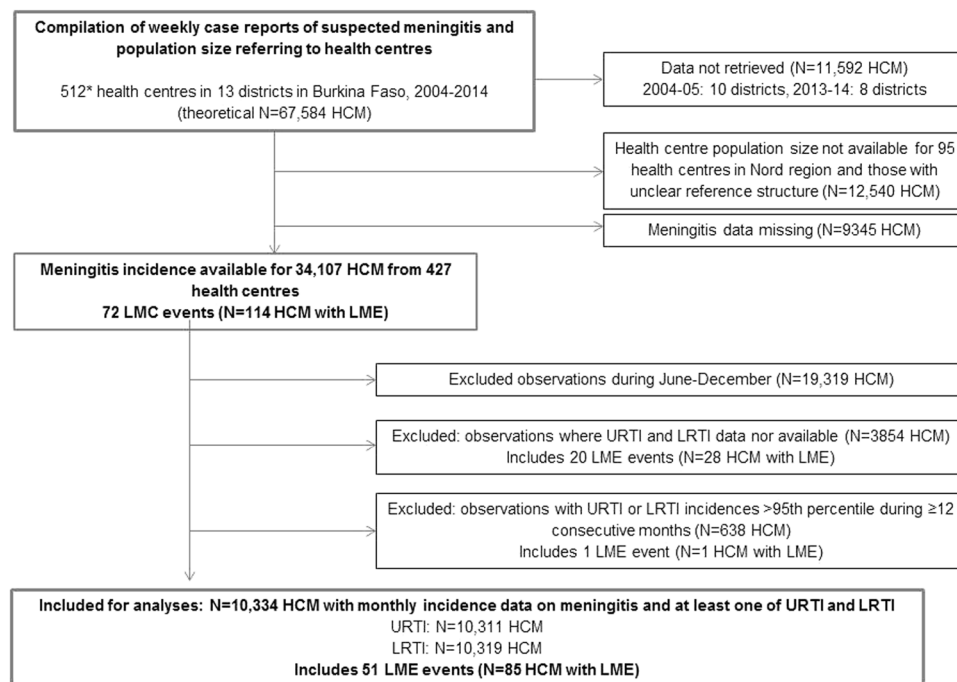 Compilation of weekly case reports of suspected meningitis and
population size referring to health centres
512* health centres in 13 districts in Burkina Faso, 2004-2014
(theoretical N=67,584 HCM)
Data not retrieved (N=11,592 HCM)
2004-05: 10 districts, 2013-14: 8 districts
Health centre population size not available for 95
health centres in Nord region and those with
unclear reference structure (N=12,540 HCM)
Meningitis data missing (N=9345 HCM)
Meningitis incidence available for 34,107 HCM from 427
health centres
72 LMC events (N=114 HCM with LME)
Excluded observations during June-December (N=19,319 HCM)
Excluded: observations where URTI and LRTI data nor available (N=3854 HCM)
Includes 20 LME events (N=28 HCM with LME)
Excluded: observations with URTI or LRTI incidences >95th percentile during ≥12
consecutive months (N=638 HCM)
Includes 1 LME event (N=1 HCM with LME)
Included for analyses: N=10,334 HCM with monthly incidence data on meningitis and at least one of URTI and LRTI
URTI: N=10,311 HCM
LRTI: N=10,319 HCM
Includes 51 LME events (N=85 HCM with LME)